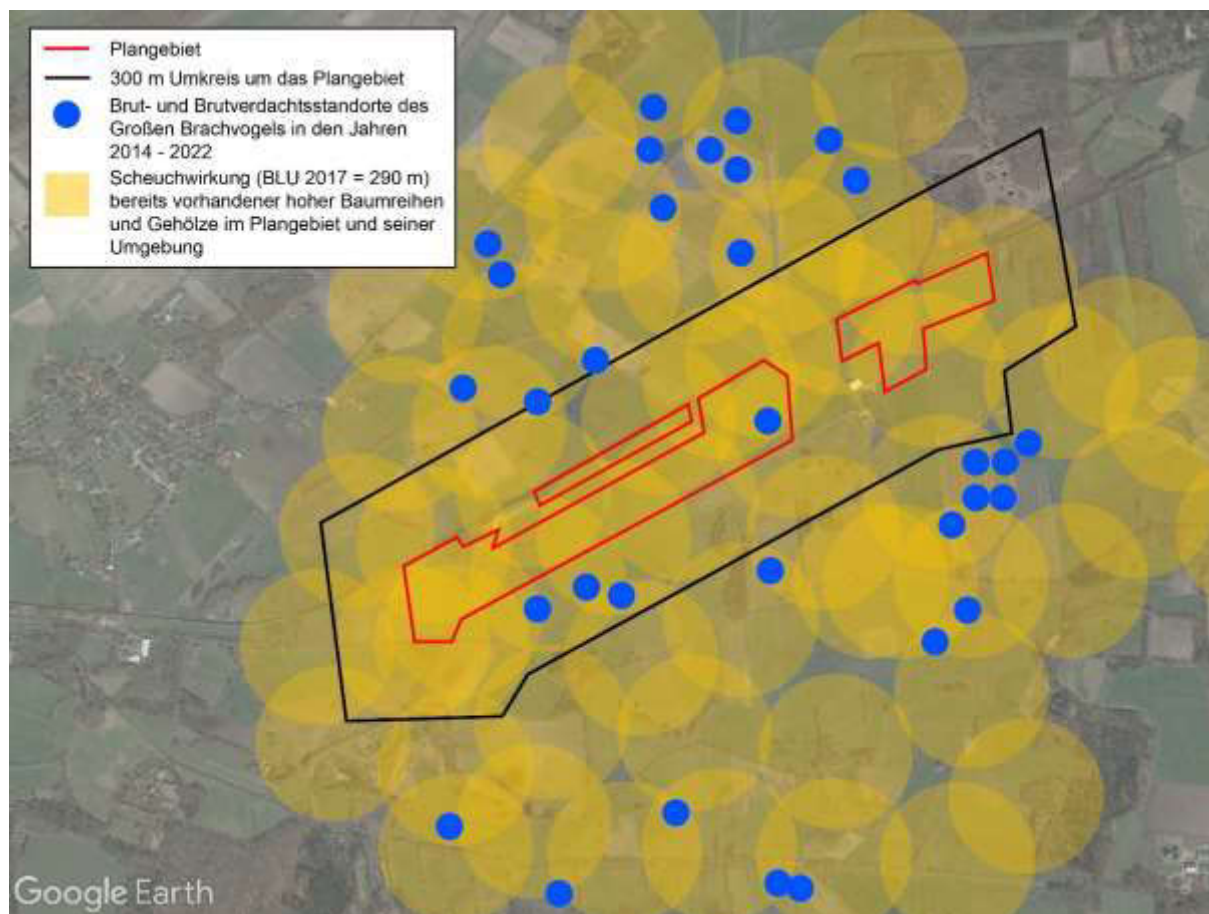 Plangebiet
300 m Umkreis um das Plangebiet
Brut- und Brutverdachtsstandorte des
Großen Brachvogels in den Jahren
2014 - 2022
Scheuchwirkung (BLU 2017 = 290 m)
bereits vorhandener hoher Baumreihen
und Gehölze im Plangebiet und seiner
Umgebung
Google Earth